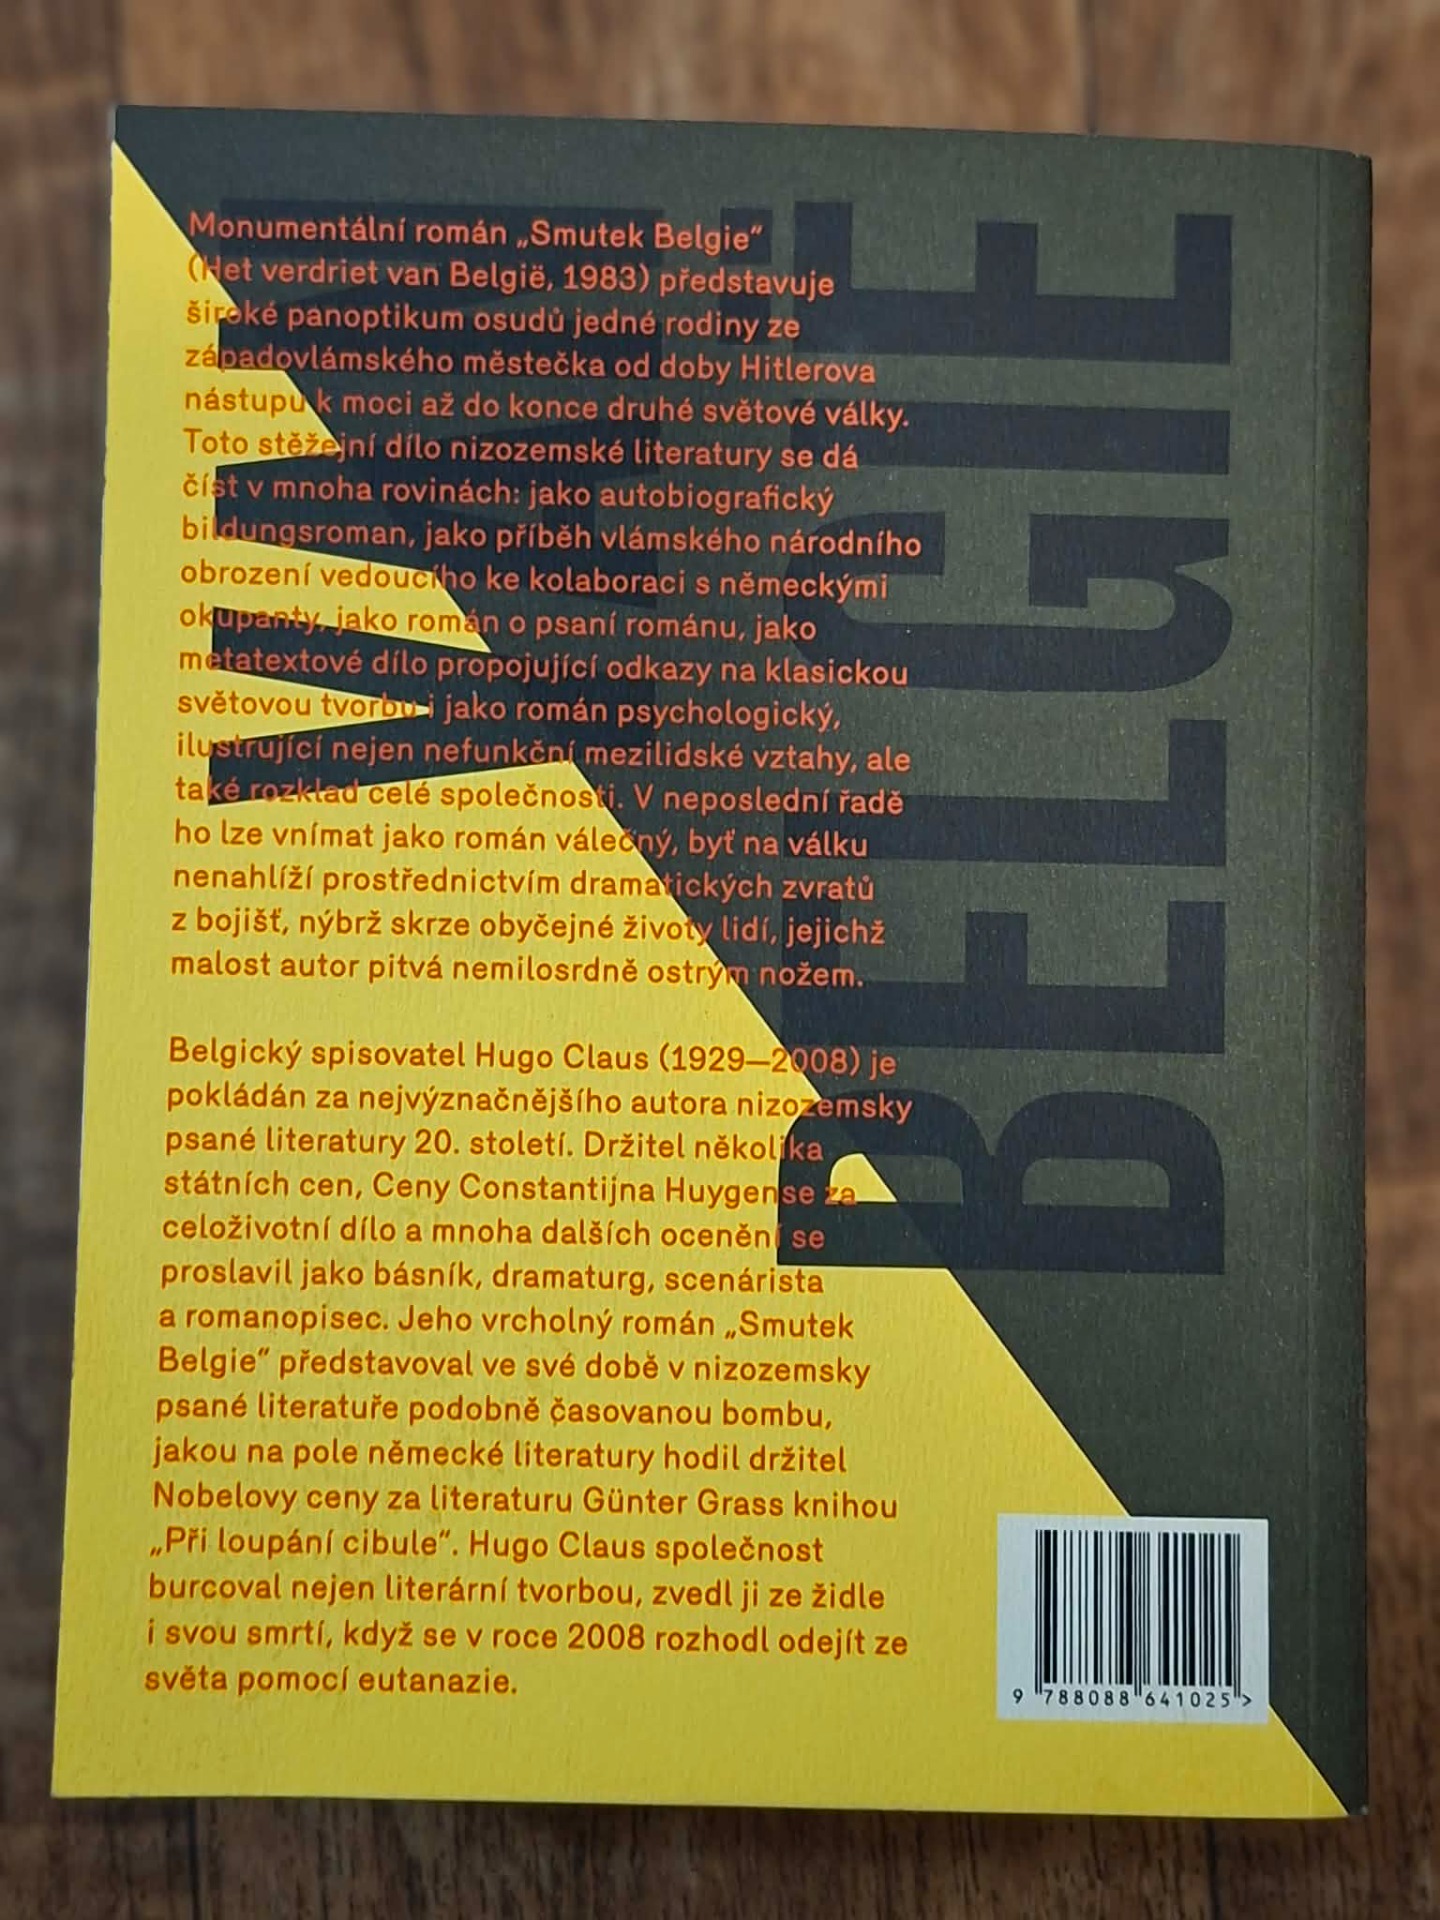 Monumentální román „Smutek Belgie“
(Het verdriet van België, 1983) představuje
široké panoptikum osudů jedné rodiny ze
západovlámského městečka od doby Hitlerova
nástupu k moci až do konce druhé světové války.
Toto stěžejní dílo nizozemské literatury se dá
číst v mnoha rovinách: jako autobiografický
bildungsroman, jako příběh vlámského národního
obrození vedoucího ke kolaboraci s německými
okupanty, jako román o psaní románu, jako
metatextové dílo propojující odkazy na klasickou
světovou tvorbu i jako román psychologický,
ilustrující nejen nefunkční mezilidské vztahy, ale
také rozklad celé společnosti. V neposlední řadě
ho lze vnímat jako román válečný, byť na válku
nenahlíží prostřednictvím dramatických zvratů
z bojišť, nýbrž skrze obyčejné životy lidí, jejichž
malost autor pitvá nemilosrdně ostrým nožem.
Belgický spisovatel Hugo Claus (1929—2008) je
pokládán za nejvýznačnějšího autora nizozemsky
psané literatury 20. století. Držitel několika
státních cen, Ceny Constantijna Huygense za
celoživotní dílo a mnoha dalších ocenění se
proslavil jako básník, dramaturg, scenárista
a romanopisec. Jeho vrcholný román „Smutek
Belgie“ představoval ve své době v nizozemsky
psané literatuře podobně časovanou bombu,
jakou na pole německé literatury hodil držitel
Nobelovy ceny za literaturu Günter Grass knihou
„Při loupání cibule“. Hugo Claus společnost
burcoval nejen literární tvorbou, zvedl ji ze židle
i svou smrtí, když se v roce 2008 rozhodl odejít ze
světa pomocí eutanazie.
BELGIË
9 788088 641025 >